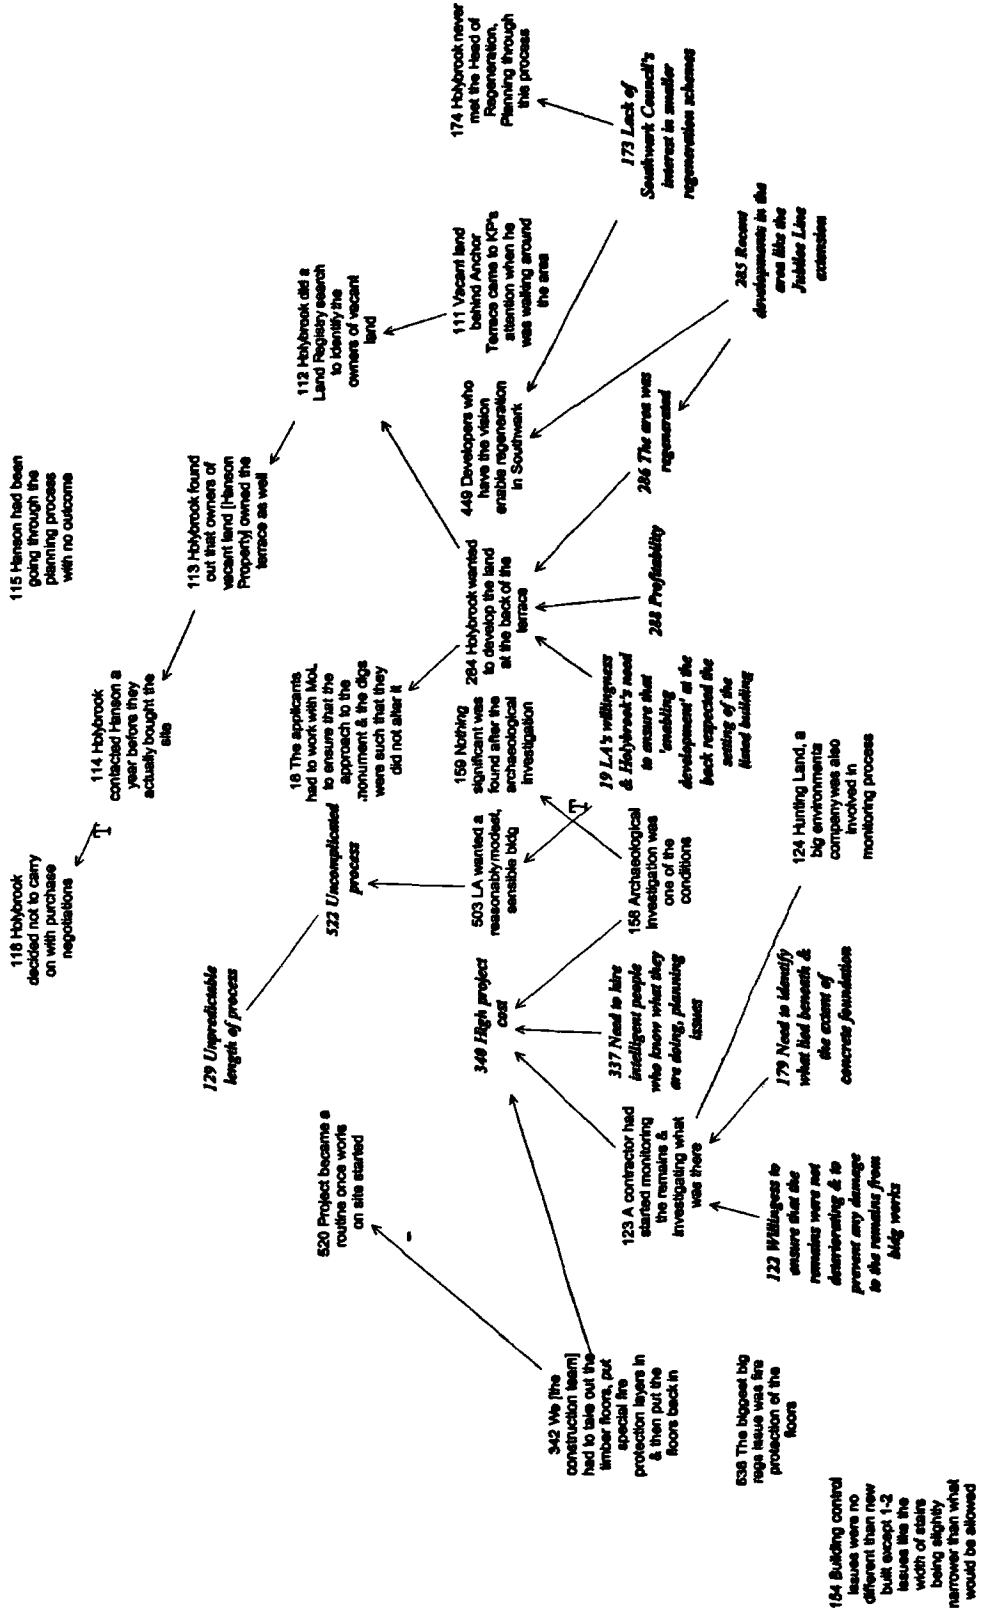 115 Hanson had been
going through the
planning process
with no outcome
118 Holybrook
decided not to carry
on with purchase
negotiations
T
114 Holybrook
contacted Hanson a
year before they
actually bought the
site
113 Holybrook found
out that owners of
vacant land [Hanson
Property] owned the
terrace as well
112 Holybrook did a
Land Registry search
to identify the
owners of vacant
land
174 Holybrook never
met the Head of
Regeneration,
Planning through
this process
129 Unpredictable
length of process
522 Uncomplicated
process
18 The applicants
had to work with MoL
to ensure that the
approach to the
monument & the digs
were such that they
did not alter it
520 Project became a
routine once works
on site started
340 High project
cost
503 LA wanted a
reasonably modest,
sensible bldg
159 Nothing
significant was
found after the
archaeological
investigation
284 Holybrook wanted
to develop the land
at the back of the
terrace
449 Developers who
have the vision
enable regeneration
in Southwark
111 Vacant land
behind Anchor
Terrace came to KP's
attention when he
was walking around
the area
T
342 We [the
construction team]
had to take out the
timber floors, put
special fire
protection layers in
& then put the
floors back in
123 A contractor had
started monitoring
the remains &
investigating what
was there
337 Need to hire
intelligent people
who know what they
are doing, planning
issues
158 Archaeological
investigation was
one of the
conditions
19 LA's willingness
& Holybrook's need
to ensure that
'enabling
development' at the
back respected the
setting of the
listed building
288 Profitability
286 The area was
regenerated
173 Lack of
Southwark Council's
interest in smaller
regeneration schemes
285 Recent
developments in the
area like the
Jubilee Line
extension
536 The biggest big
regs issue was fire
protection of the
floors
122 Willingess to
ensure that the
remains were not
deteriorating & to
prevent any damage
to the remains from
bldg works
179 Need to identify
what lied beneath &
the extent of
concrete foundation
124 Hunting Land, a
big environments
company was also
involved in
monitoring process
184 Building control
issues were no
different than new
built except 1-2
issues like the
width of stairs
being slightly
narrower than what
would be allowed